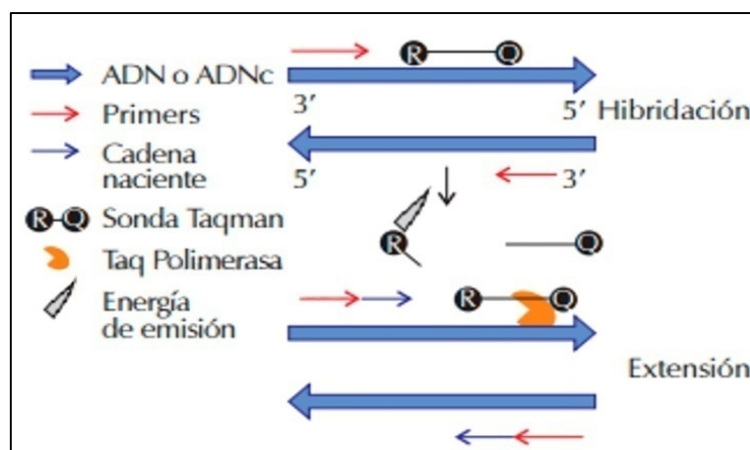 ADN o ADNc
Primers
Cadena
naciente
R Q Sonda Taqman
Taq Polimerasa
Energía
de emisión
R Q
3′ 5′ Hibridación
5′ 3′
R Q
R Q
Extensión